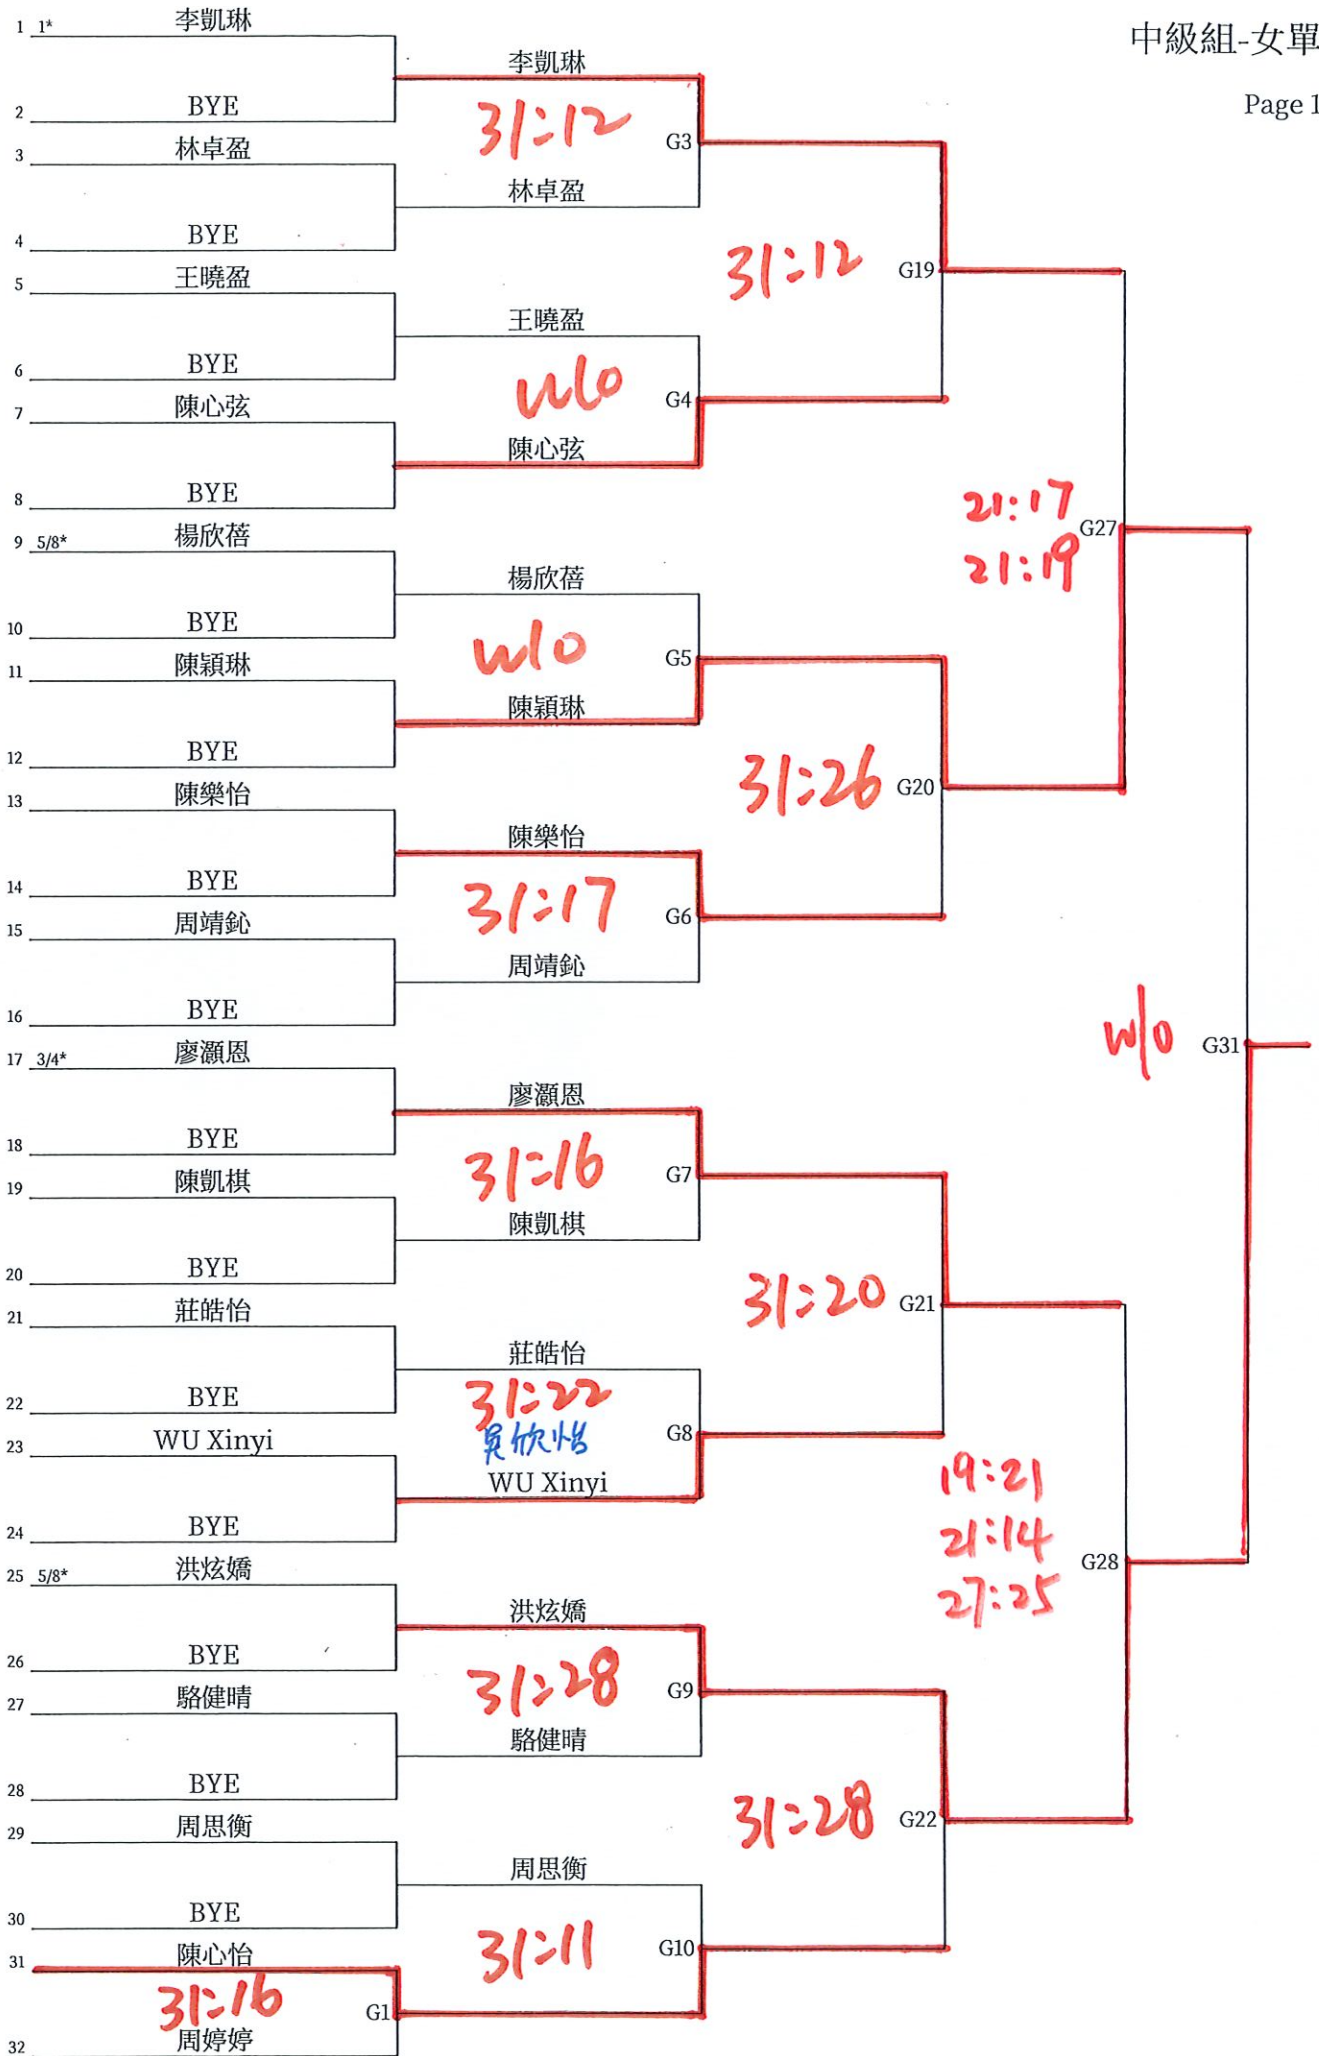 中級組-女單
Page 1
1 1* 李凱琳
2 BYE
李凱琳
31:12 G3
3 林卓盈
林卓盈
4 BYE
31:12 G19
5 王曉盈
王曉盈
6 BYE
w/o G4
7 陳心弦
陳心弦
8 BYE
21:17
G27
21:19
9 5/8* 楊欣蓓
楊欣蓓
10 BYE
w/o G5
11 陳穎琳
陳穎琳
12 BYE
31:26 G20
13 陳樂怡
陳樂怡
14 BYE
31:17 G6
15 周靖鈊
周靖鈊
16 BYE
w/o G31
17 3/4* 廖灝恩
廖灝恩
18 BYE
31:16 G7
19 陳凱棋
陳凱棋
20 BYE
31:20 G21
21 莊皓怡
莊皓怡
22 BYE
31:22
吳欣怡 G8
23 WU Xinyi
WU Xinyi
24 BYE
19:21
21:14 G28
27:25
25 5/8* 洪炫嬌
洪炫嬌
26 BYE
31:28 G9
27 駱健晴
駱健晴
28 BYE
31:28 G22
29 周思衡
周思衡
30 BYE
31:11 G10
31 陳心怡
31:16 G1
32 周婷婷